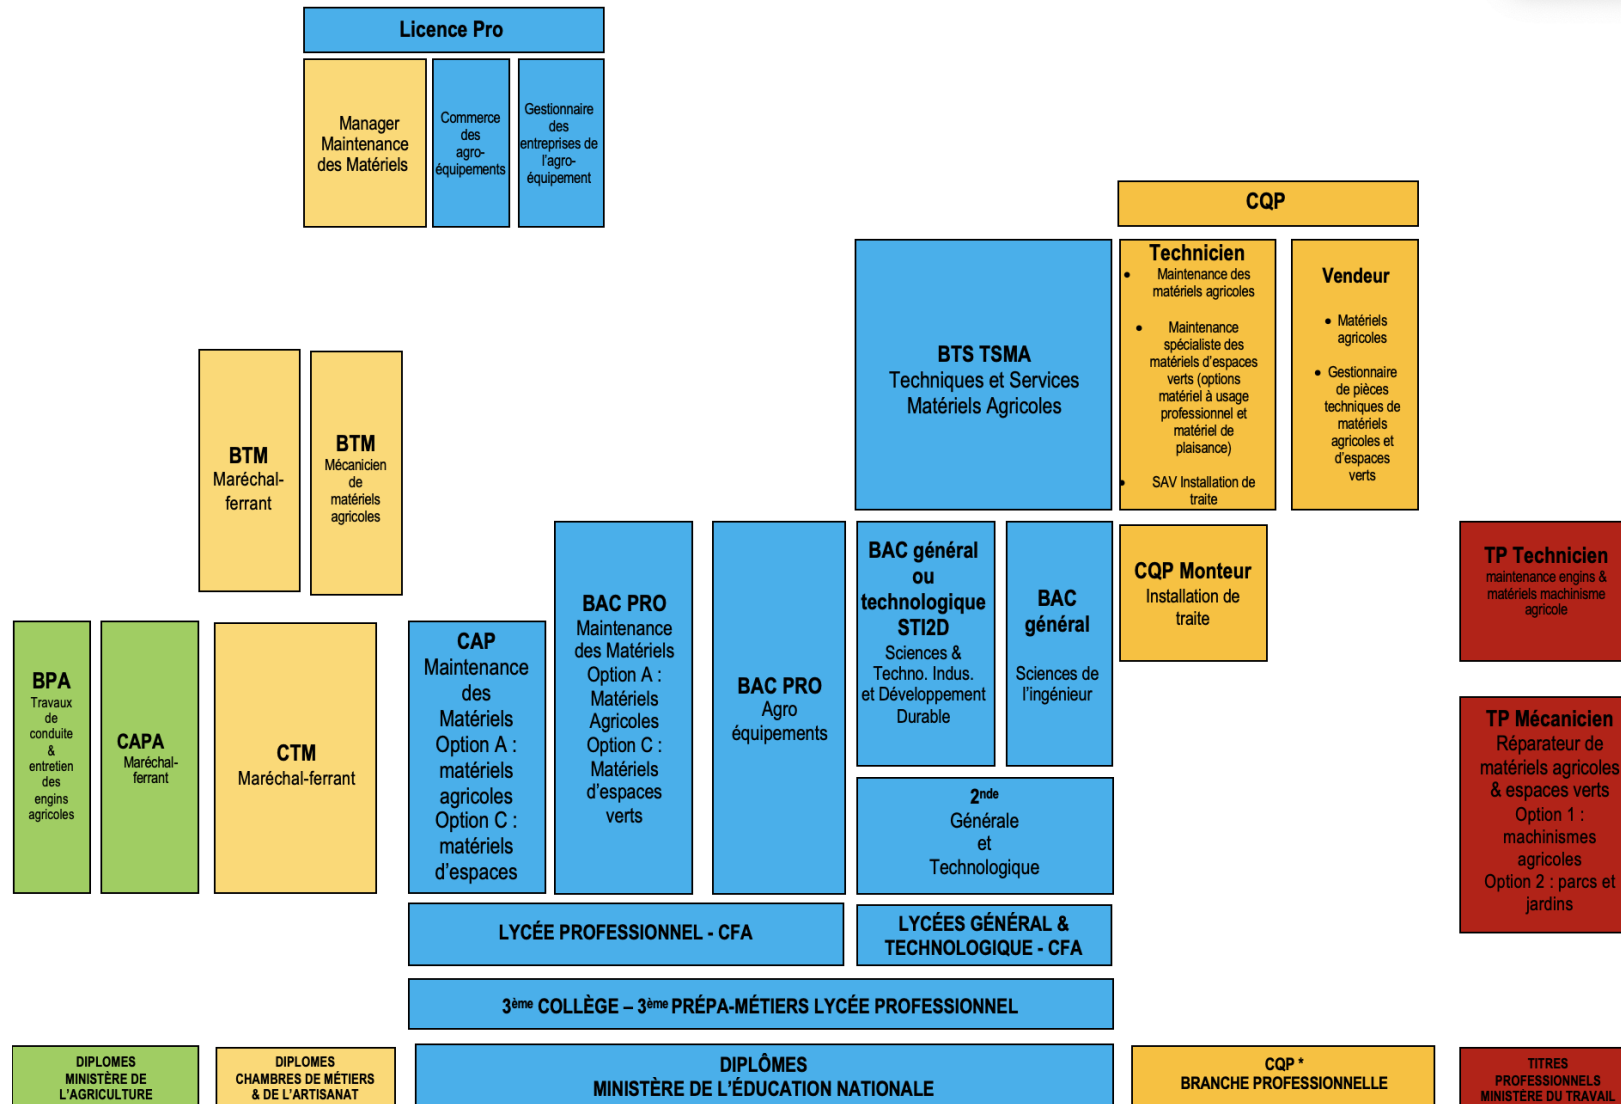 Licence Pro
Manager
Maintenance
des Matériels
Commerce
des
agro-
équipements
Gestionnaire
des
entreprises de
l'agro-
équipement
CQP
Technicien
• Maintenance des
matériels agricoles
• Maintenance
spécialiste des
matériels d'espaces
verts (options
matériel à usage
professionnel et
matériel de
plaisance)
• SAV Installation de
traite
Vendeur
• Matériels
agricoles
• Gestionnaire
de pièces
techniques de
matériels
agricoles et
d'espaces
verts
BTS TSMA
Techniques et Services
Matériels Agricoles
BTM
Maréchal-
ferrant
BTM
Mécanicien
de
matériels
agricoles
BAC PRO
Maintenance
des Matériels
Option A :
Matériels
Agricoles
Option C :
Matériels
d'espaces
verts
BAC PRO
Agro
équipements
BAC général
ou
technologique
STI2D
Sciences &
Techno. Indus.
et Développement
Durable
BAC
général
Sciences de
l'ingénieur
CQP Monteur
Installation de
traite
TP Technicien
maintenance engins &
matériels machinisme
agricole
BPA
Travaux
de
conduite
&
entretien
des
engins
agricoles
CAPA
Maréchal-
ferrant
CTM
Maréchal-ferrant
CAP
Maintenance
des
Matériels
Option A :
matériels
agricoles
Option C :
matériels
d'espaces
2nde
Générale
et
Technologique
TP Mécanicien
Réparateur de
matériels agricoles
& espaces verts
Option 1 :
machinismes
agricoles
Option 2 : parcs et
jardins
LYCÉE PROFESSIONNEL - CFA
LYCÉES GÉNÉRAL &
TECHNOLOGIQUE - CFA
3ème COLLÈGE – 3ème PRÉPA-MÉTIERS LYCÉE PROFESSIONNEL
DIPLOMES
MINISTÈRE DE
L'AGRICULTURE
DIPLOMES
CHAMBRES DE MÉTIERS
& DE L'ARTISANAT
DIPLÔMES
MINISTÈRE DE L'ÉDUCATION NATIONALE
CQP *
BRANCHE PROFESSIONNELLE
TITRES
PROFESSIONNELS
MINISTÈRE DU TRAVAIL